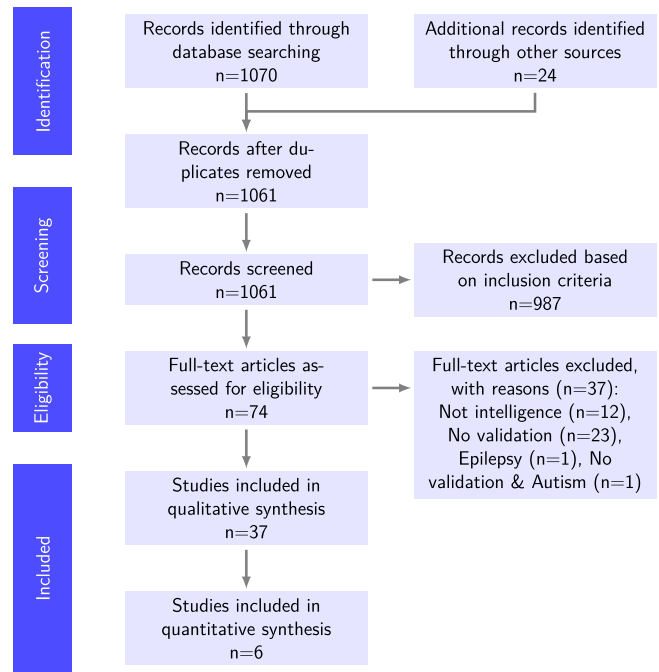 Identification
Records identified through
database searching
n=1070
Additional records identified
through other sources
n=24
Records after du-
plicates removed
n=1061
Screening
Records screened
n=1061
Records excluded based
on inclusion criteria
n=987
Eligibility
Full-text articles as-
sessed for eligibility
n=74
Full-text articles excluded,
with reasons (n=37):
Not intelligence (n=12),
No validation (n=23),
Epilepsy (n=1), No
validation & Autism (n=1)
Included
Studies included in
qualitative synthesis
n=37
Studies included in
quantitative synthesis
n=6